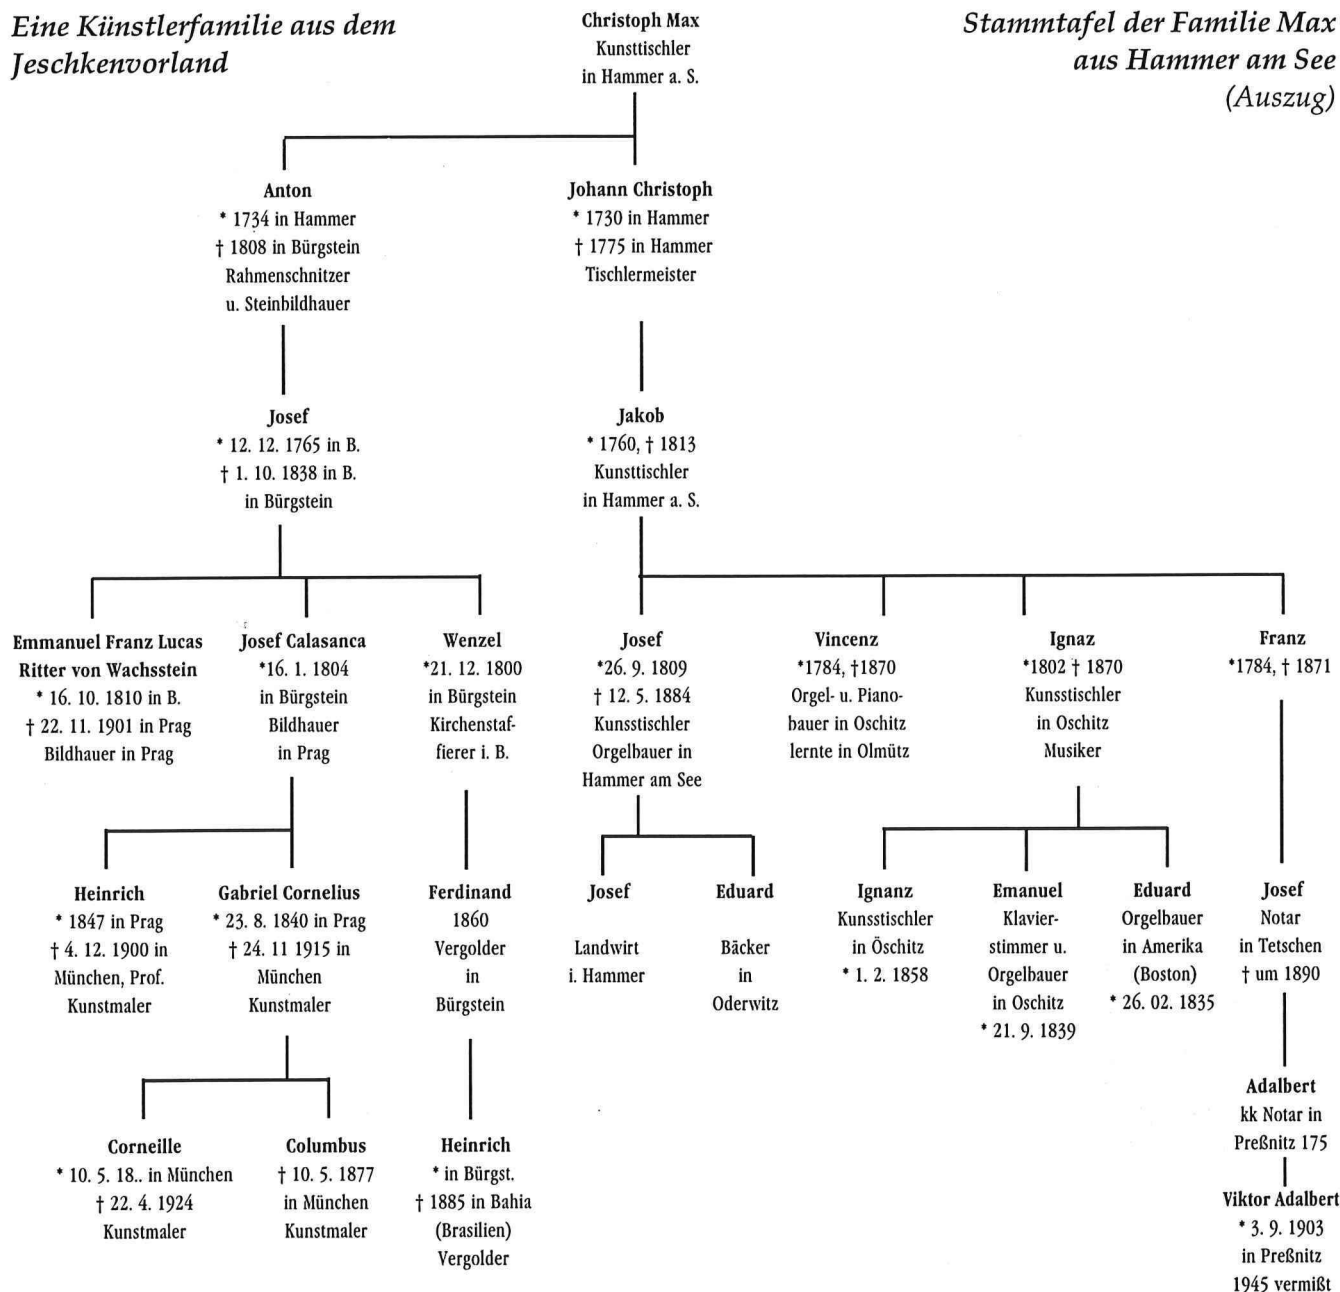 Eine Künstlerfamilie aus dem
Jeschkenvorland
Stammtafel der Familie Max
aus Hammer am See
(Auszug)
Christoph Max
Kunsttischler
in Hammer a. S.
Anton
* 1734 in Hammer
† 1808 in Bürgstein
Rahmenschnitzer
u. Steinbildhauer
Johann Christoph
* 1730 in Hammer
† 1775 in Hammer
Tischlermeister
Josef
* 12. 12. 1765 in B.
† 1. 10. 1838 in B.
in Bürgstein
Jakob
* 1760, † 1813
Kunsttischler
in Hammer a. S.
Emmanuel Franz Lucas
Ritter von Wachsstein
* 16. 10. 1810 in B.
† 22. 11. 1901 in Prag
Bildhauer in Prag
Josef Calasanca
*16. 1. 1804
in Bürgstein
Bildhauer
in Prag
Wenzel
*21. 12. 1800
in Bürgstein
Kirchenstaf-
fierer i. B.
Josef
*26. 9. 1809
† 12. 5. 1884
Kunsstischler
Orgelbauer in
Hammer am See
Vincenz
*1784, †1870
Orgel- u. Piano-
bauer in Oschitz
lernte in Olmütz
Ignaz
*1802 † 1870
Kunsstischler
in Oschitz
Musiker
Franz
*1784, † 1871
Heinrich
* 1847 in Prag
† 4. 12. 1900 in
München, Prof.
Kunstmaler
Gabriel Cornelius
* 23. 8. 1840 in Prag
† 24. 11 1915 in
München
Kunstmaler
Ferdinand
1860
Vergolder
in
Bürgstein
Josef
Landwirt
i. Hammer
Eduard
Bäcker
in
Oderwitz
Ignanz
Kunsstischler
in Öschitz
* 1. 2. 1858
Emanuel
Klavier-
stimmer u.
Orgelbauer
in Oschitz
* 21. 9. 1839
Eduard
Orgelbauer
in Amerika
(Boston)
* 26. 02. 1835
Josef
Notar
in Tetschen
† um 1890
Corneille
* 10. 5. 18.. in München
† 22. 4. 1924
Kunstmaler
Columbus
† 10. 5. 1877
in München
Kunstmaler
Heinrich
* in Bürgst.
† 1885 in Bahia
(Brasilien)
Vergolder
Adalbert
kk Notar in
Preßnitz 175
Viktor Adalbert
* 3. 9. 1903
in Preßnitz
1945 vermißt